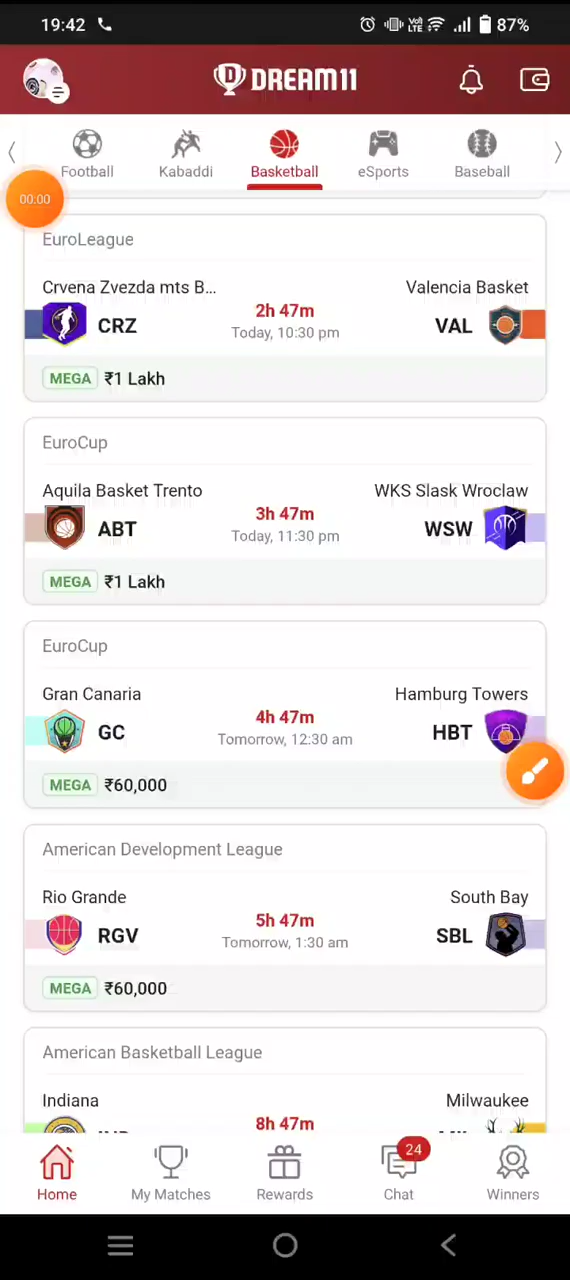 19:42
Vo)
LTE
87%
DREAM11
Football
Kabaddi
Basketball
eSports
Baseball
00:00
EuroLeague
Crvena Zvezda mts B...
Valencia Basket
2h 47m
CRZ
Today, 10:30 pm
VAL
MEGA ₹1 Lakh
EuroCup
Aquila Basket Trento
WKS Slask Wroclaw
3h 47m
ABT
Today, 11:30 pm
WSW
MEGA ₹1 Lakh
EuroCup
Gran Canaria
Hamburg Towers
4h 47m
GC
Tomorrow, 12:30 am
HBT
MEGA ₹60,000
American Development League
Rio Grande
South Bay
5h 47m
RGV
Tomorrow, 1:30 am
SBL
MEGA ₹60,000
American Basketball League
Indiana
Milwaukee
8h 47m
24
Home
My Matches
Rewards
Chat
Winners